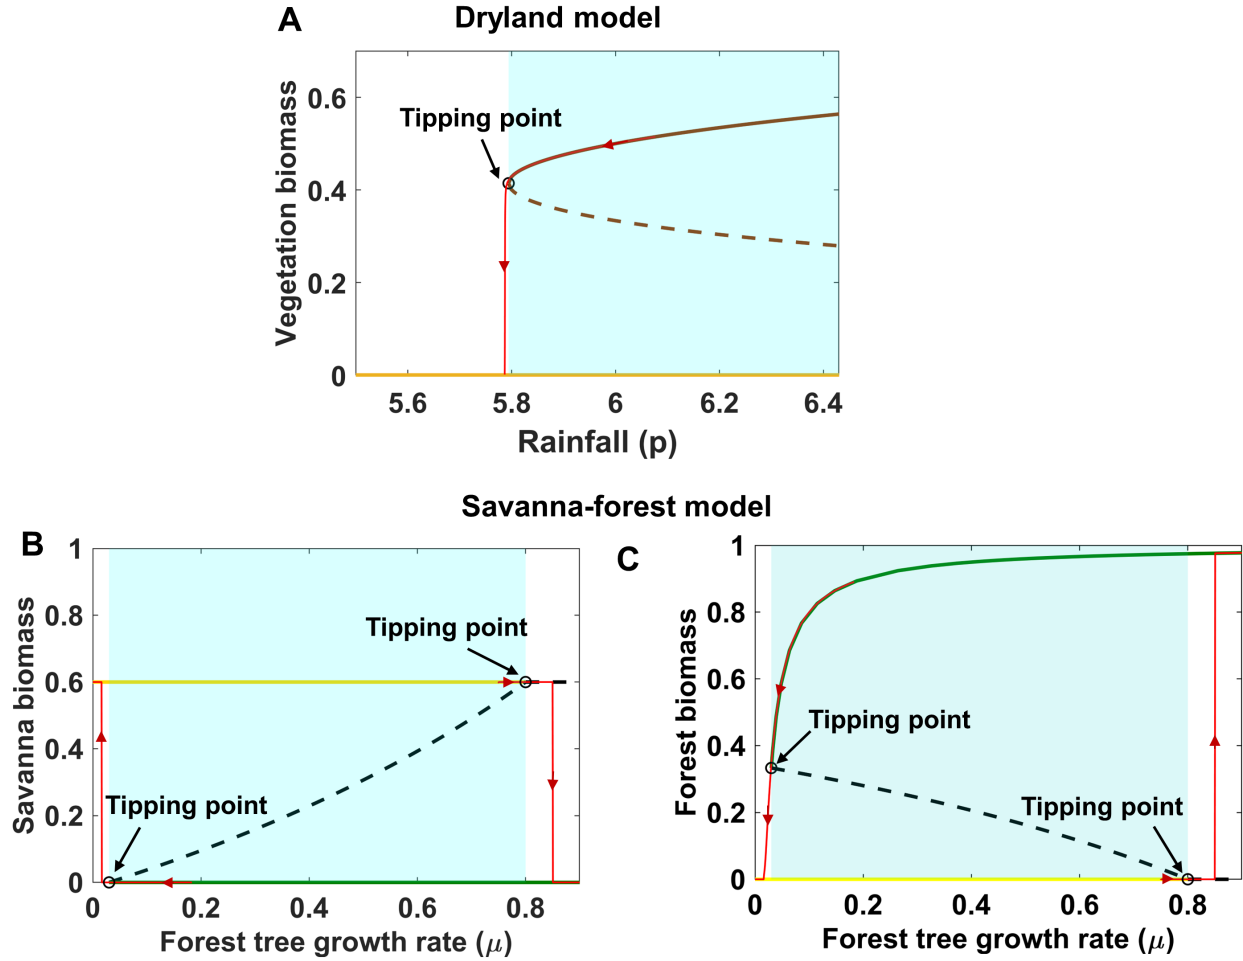 A
Dryland model
Vegetation biomass
0.6
0.4
0.2
0
Tipping point
5.6 5.8 6 6.2 6.4
Rainfall (p)
Savanna-forest model
B
Savanna biomass
1
0.8
0.6
0.4
0.2
0
Tipping point
Tipping point
0 0.2 0.4 0.6 0.8
Forest tree growth rate (μ)
C
Forest biomass
1
0.8
0.6
0.4
0.2
0
Tipping point
Tipping point
0 0.2 0.4 0.6 0.8
Forest tree growth rate (μ)